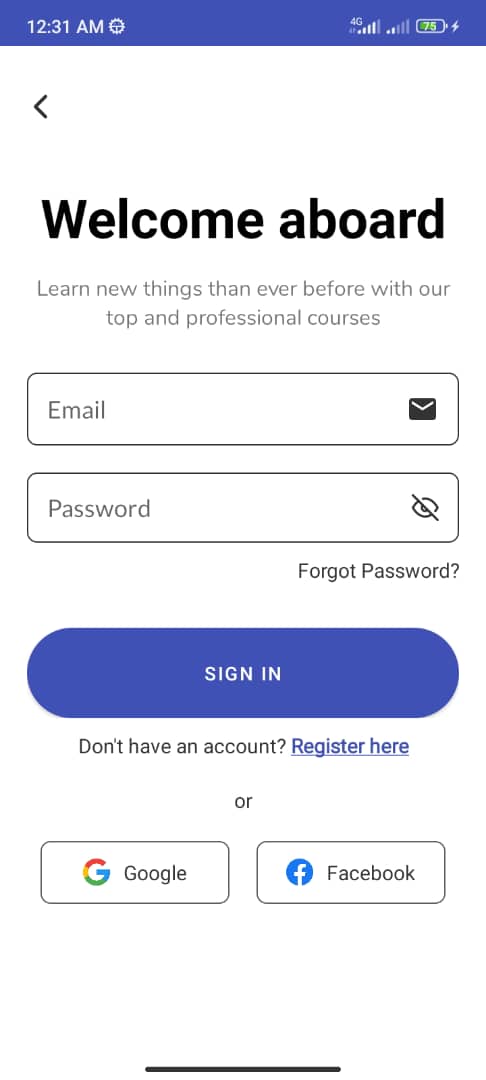 12:31 AM
4G 75
Welcome aboard
Learn new things than ever before with our
top and professional courses
Email
Password
Forgot Password?
SIGN IN
Don't have an account? Register here
or
Google Facebook